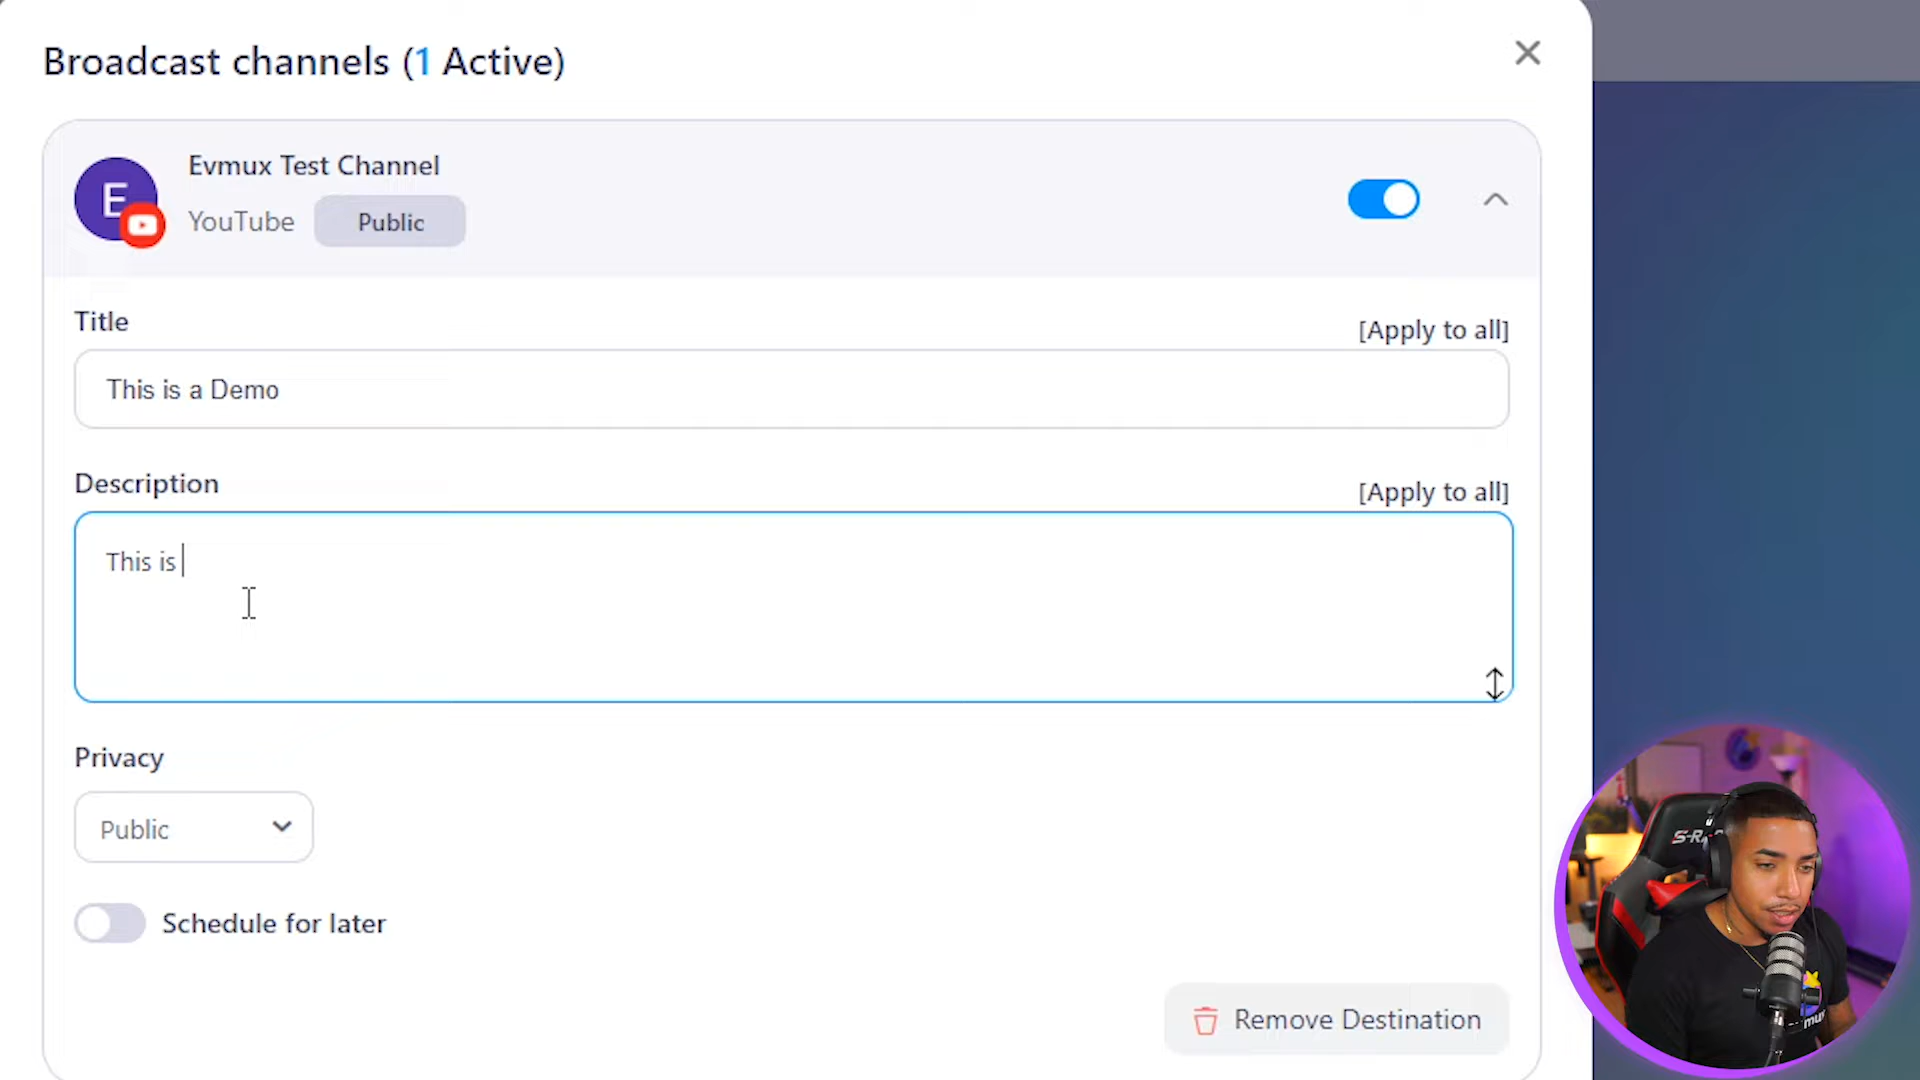 Broadcast channels (1 Active)
E
Evmux Test Channel
YouTube
Public
Title
[Apply to all]
This is a Demo
Description
[Apply to all]
This is
Privacy
Public
Schedule for later
Remove Destination